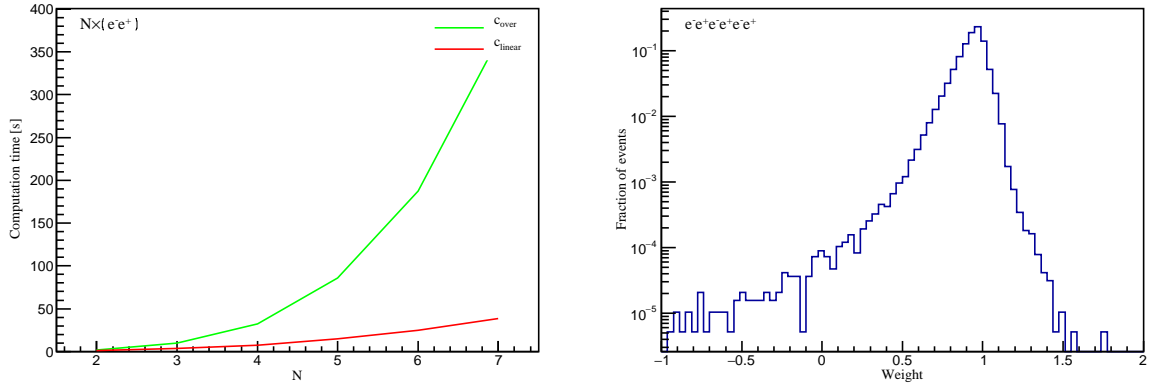 N×(e⁻e⁺)
c_over
c_linear
Computation time [s]
400
350
300
250
200
150
100
50
0
2 3 4 5 6 7
N
e⁻e⁺e⁻e⁺e⁻e⁺
Fraction of events
10⁻¹
10⁻²
10⁻³
10⁻⁴
10⁻⁵
−1 −0.5 0 0.5 1 1.5 2
Weight